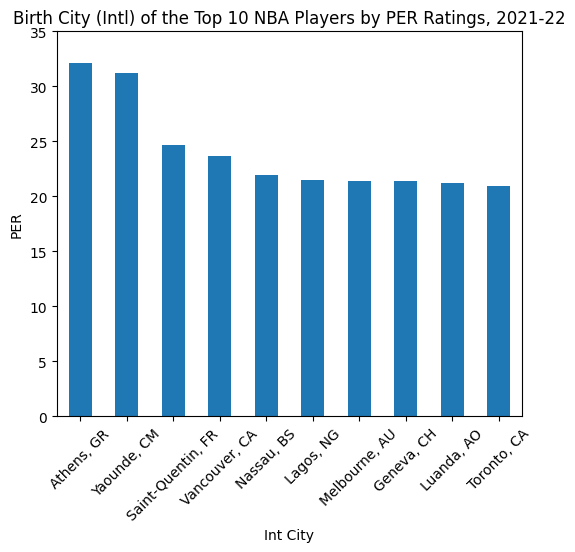 Birth City (Intl) of the Top 10 NBA Players by PER Ratings, 2021-22
35
30
25
20
15
10
5
0
PER
Athens, GR
Yaounde, CM
Saint-Quentin, FR
Vancouver, CA
Nassau, BS
Lagos, NG
Melbourne, AU
Geneva, CH
Luanda, AO
Toronto, CA
Int City